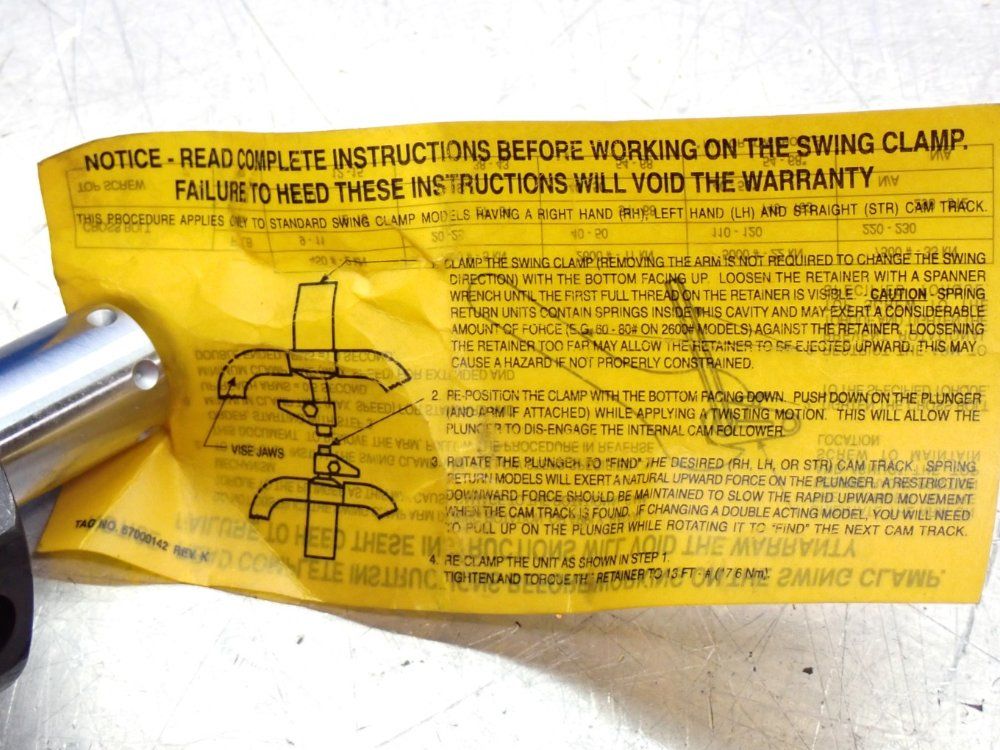 NOTICE - READ COMPLETE INSTRUCTIONS BEFORE WORKING ON THE SWING CLAMP.
FAILURE TO HEED THESE INSTRUCTIONS WILL VOID THE WARRANTY
THIS PROCEDURE APPLIES ONLY TO STANDARD SWING CLAMP MODELS HAVING A RIGHT HAND (RH), LEFT HAND (LH) AND STRAIGHT (STR) CAM TRACK.
1. CLAMP THE SWING CLAMP (REMOVING THE ARM IS NOT REQUIRED TO CHANGE THE SWING
DIRECTION) WITH THE BOTTOM FACING UP. LOOSEN THE RETAINER WITH A SPANNER
WRENCH UNTIL THE FIRST FULL THREAD ON THE RETAINER IS VISIBLE. CAUTION - SPRING
RETURN UNITS CONTAIN SPRINGS INSIDE THIS CAVITY AND MAY EXERT A CONSIDERABLE
AMOUNT OF FORCE (E.G. 60 - 80# ON 2600# MODELS) AGAINST THE RETAINER. LOOSENING
THE RETAINER TOO FAR MAY ALLOW THE RETAINER TO BE EJECTED UPWARD. THIS MAY
CAUSE A HAZARD IF NOT PROPERLY CONSTRAINED.
2. RE-POSITION THE CLAMP WITH THE BOTTOM FACING DOWN. PUSH DOWN ON THE PLUNGER
(AND ARM IF ATTACHED) WHILE APPLYING A TWISTING MOTION. THIS WILL ALLOW THE
PLUNGER TO DIS-ENGAGE THE INTERNAL CAM FOLLOWER.
3. ROTATE THE PLUNGER TO "FIND" THE DESIRED (RH, LH, OR STR) CAM TRACK. SPRING
RETURN MODELS WILL EXERT A NATURAL UPWARD FORCE ON THE PLUNGER. A RESTRICTIVE
DOWNWARD FORCE SHOULD BE MAINTAINED TO SLOW THE RAPID UPWARD MOVEMENT
WHEN THE CAM TRACK IS FOUND. IF CHANGING A DOUBLE ACTING MODEL, YOU WILL NEED
TO PULL UP ON THE PLUNGER WHILE ROTATING IT TO "FIND" THE NEXT CAM TRACK.
4. RE-CLAMP THE UNIT AS SHOWN IN STEP 1.
TIGHTEN AND TORQUE THE RETAINER TO 13 FT-# (17.6 Nm).
VISE JAWS
TAG NO. 67000142 REV. K